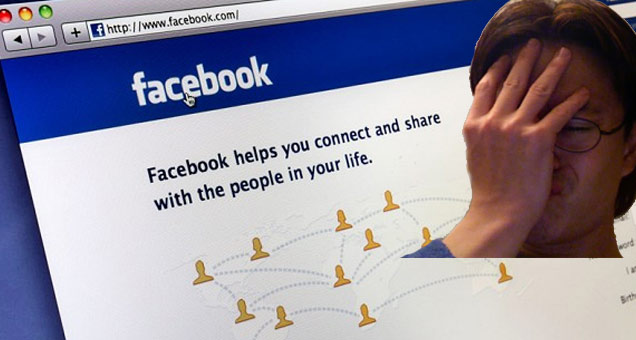 http://www.facebook.com/
facebook
Facebook helps you connect and share
with the people in your life.